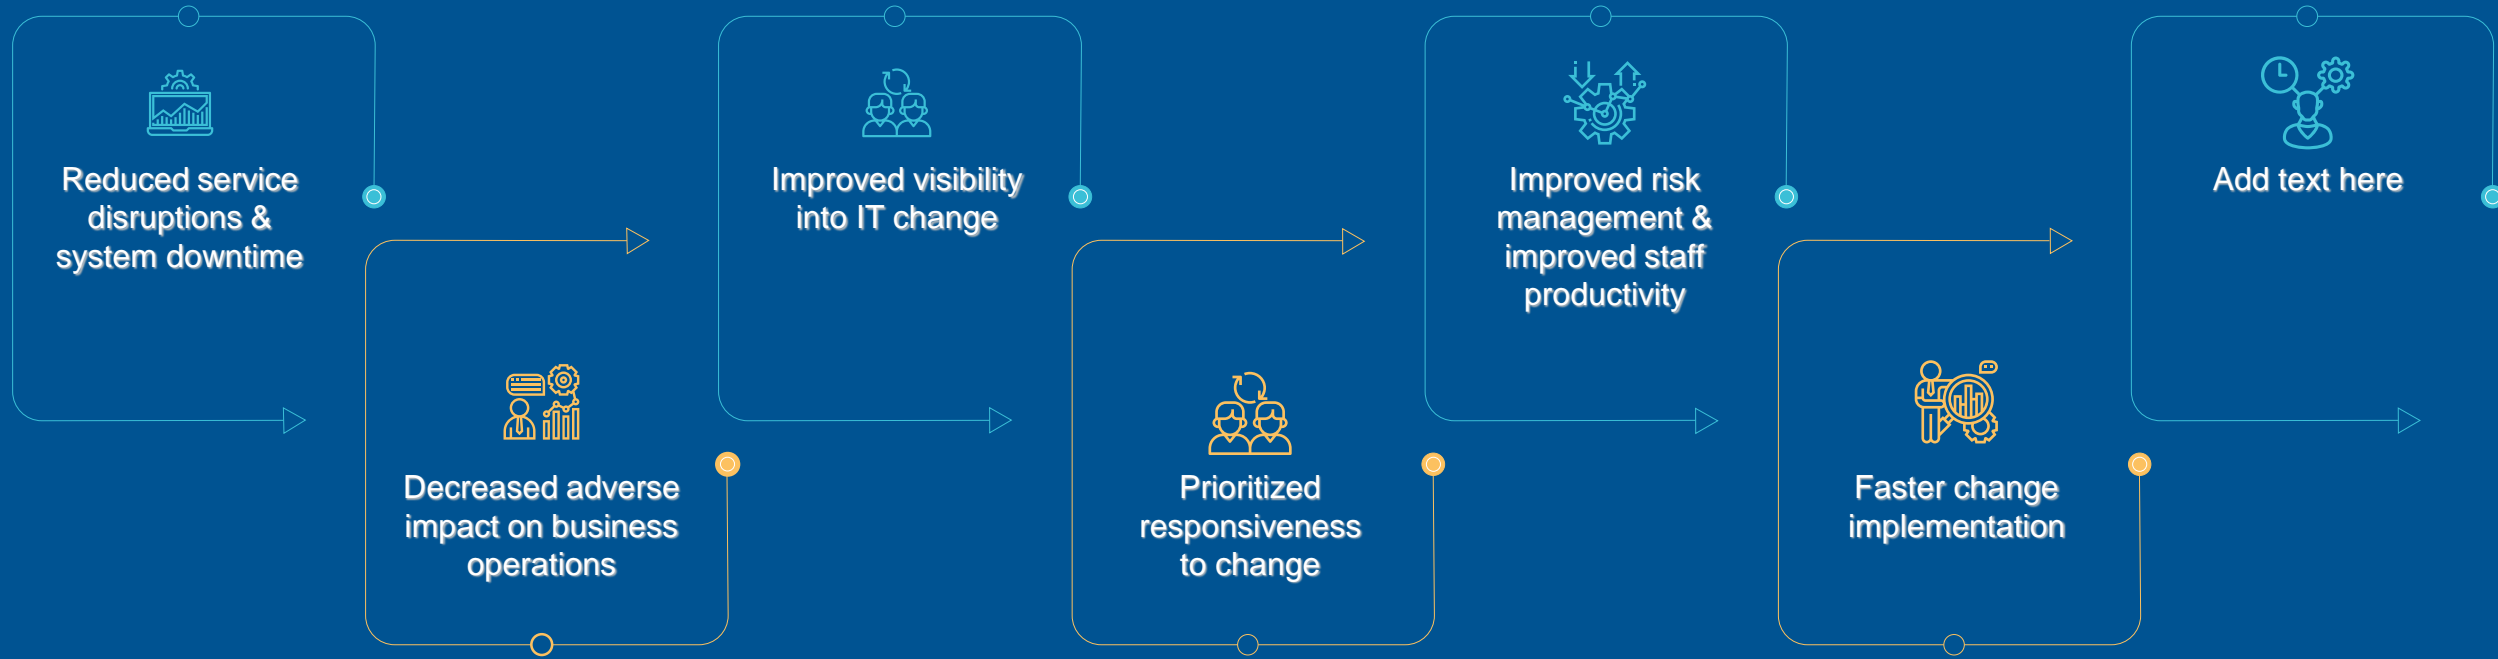 Reduced service
disruptions &
system downtime
Decreased adverse
impact on business
operations
Improved visibility
into IT change
Prioritized
responsiveness
to change
Improved risk
management &
improved staff
productivity
Faster change
implementation
Add text here